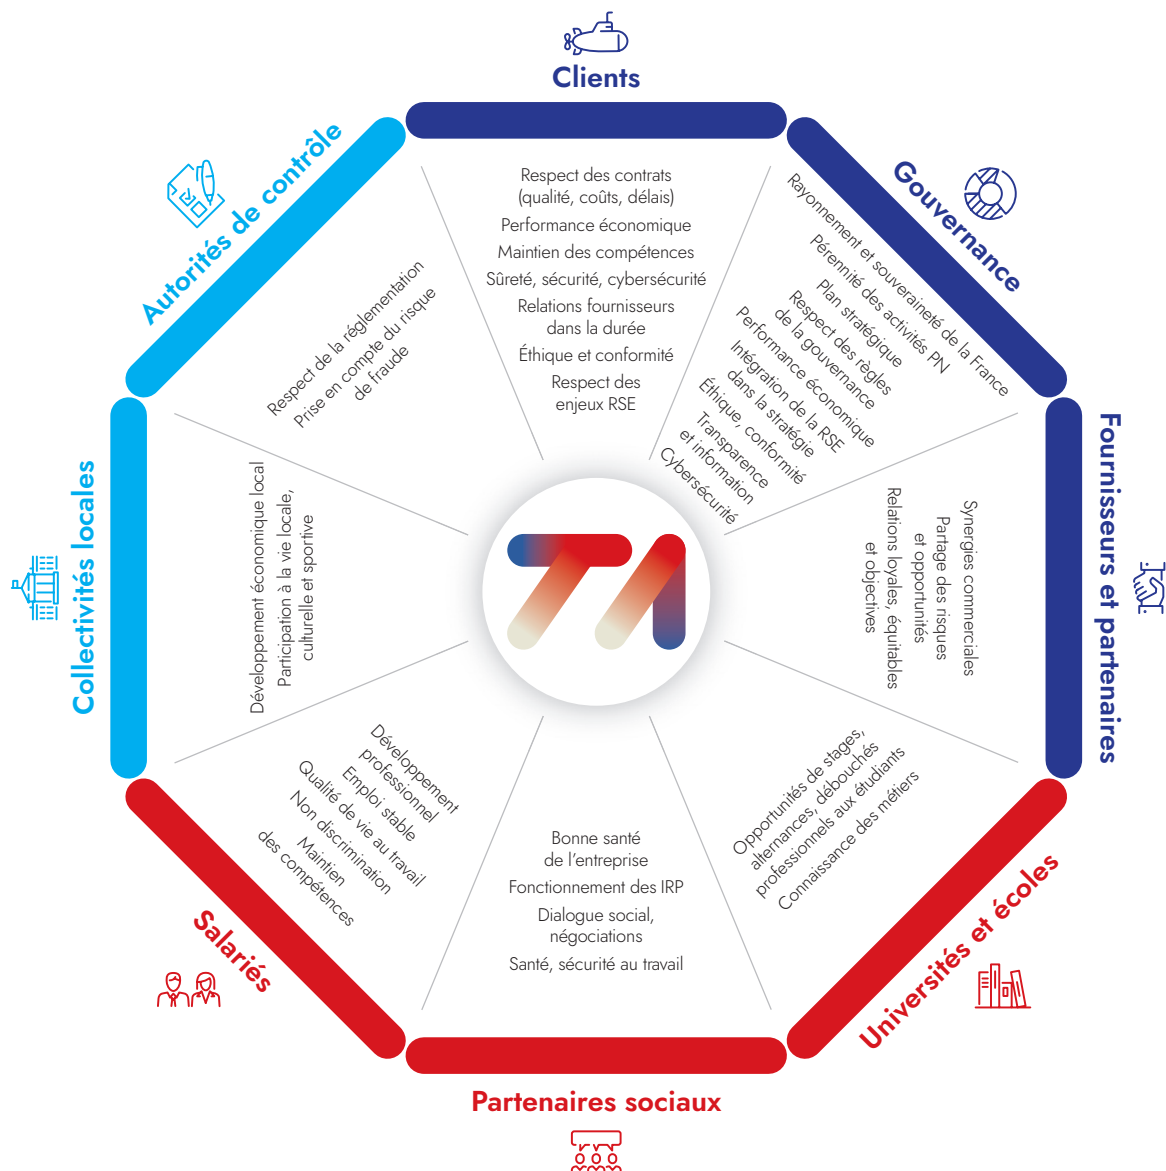 Clients
Respect des contrats
(qualité, coûts, délais)
Performance économique
Maintien des compétences
Sûreté, sécurité, cybersécurité
Relations fournisseurs
dans la durée
Éthique et conformité
Respect des
enjeux RSE
Gouvernance
Rayonnement et souveraineté de la France
Pérennité des activités PN
Plan stratégique
Respect des règles
de la gouvernance
Performance économique
Intégration de la RSE
dans la stratégie
Éthique, conformité
Transparence
et information
Cybersécurité
Fournisseurs et partenaires
Synergies commerciales
Partage des risques
et opportunités
Relations loyales, équitables
et objectives
Universités et écoles
Opportunités de stages,
alternances, débouchés
professionnels aux étudiants
Connaissance des métiers
Partenaires sociaux
Bonne santé
de l'entreprise
Fonctionnement des IRP
Dialogue social,
négociations
Santé, sécurité au travail
Salariés
Développement
professionnel
Emploi stable
Qualité de vie au travail
Non discrimination
Maintien
des compétences
Collectivités locales
Développement économique local
Participation à la vie locale,
culturelle et sportive
Autorités de contrôle
Respect de la réglementation
Prise en compte du risque
de fraude
TA